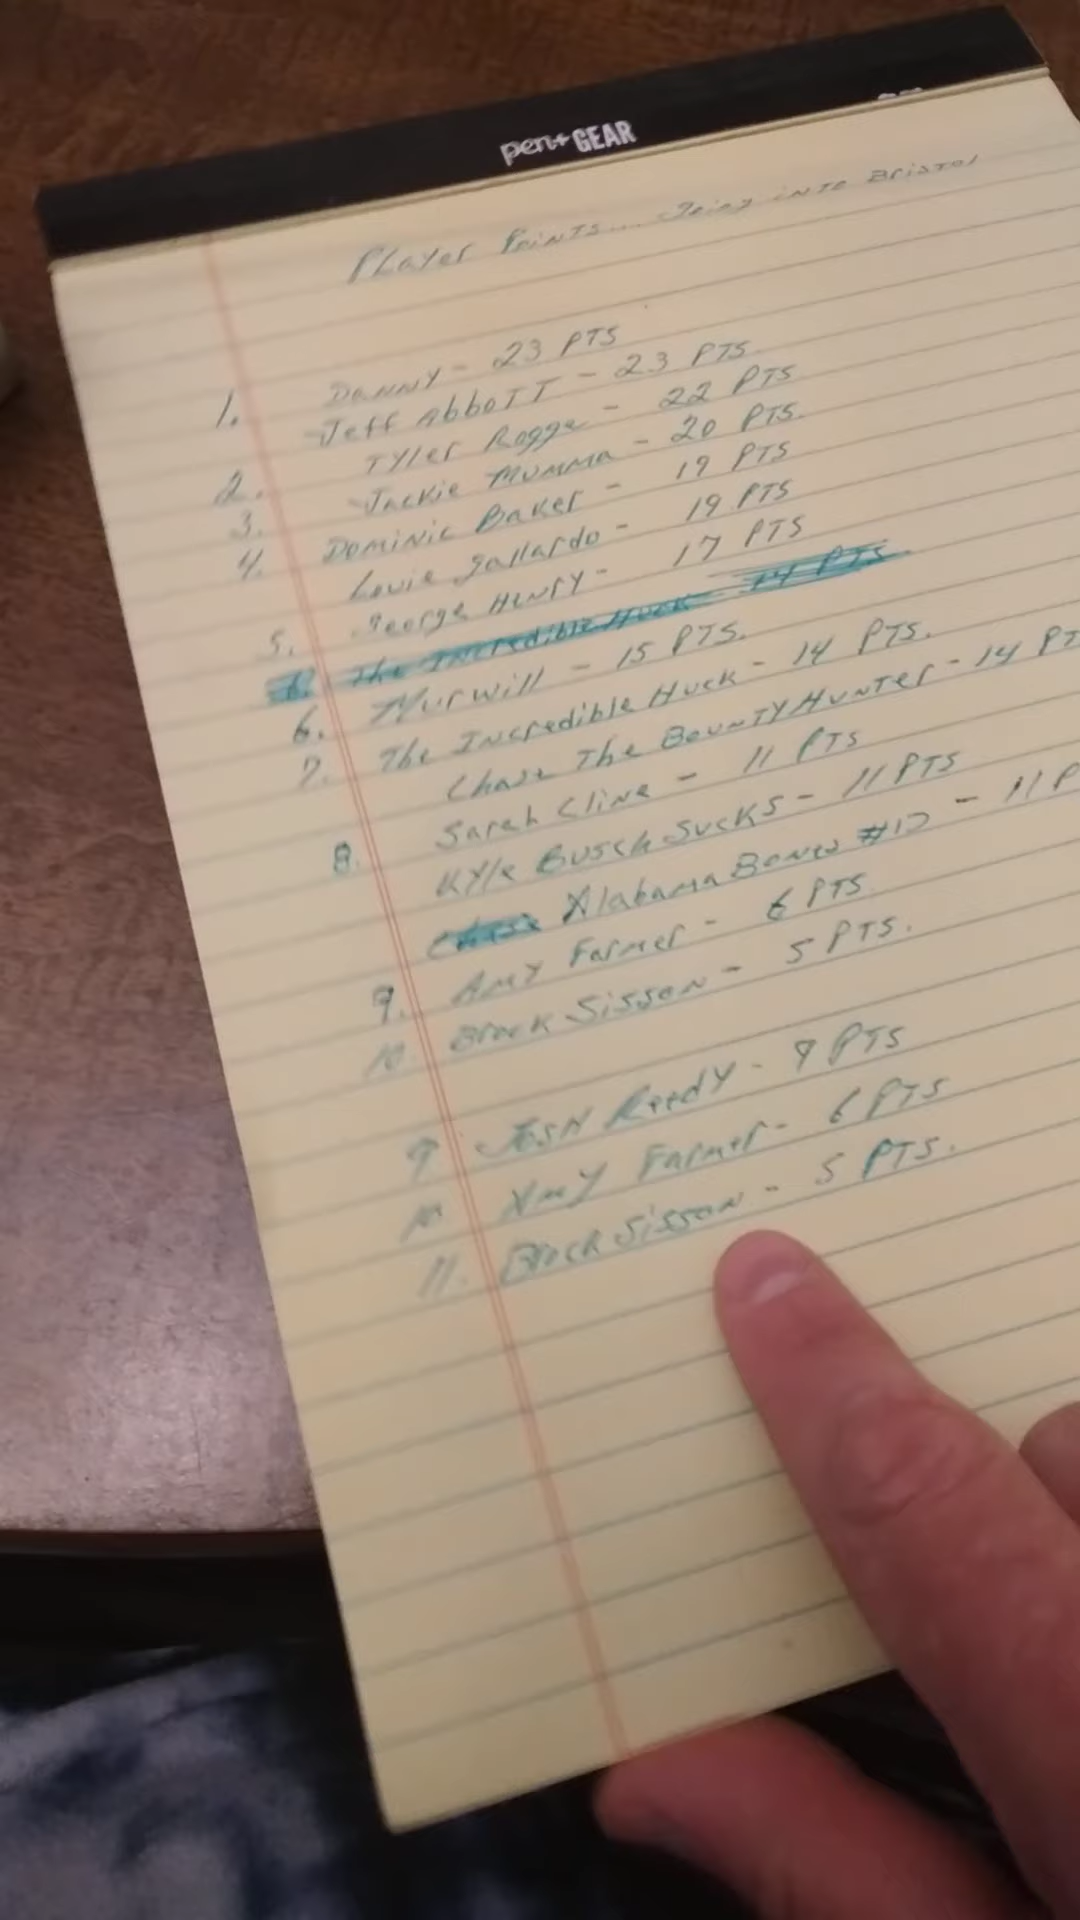 pen+GEAR
Player Points... Going into Bristol
1. Danny - 23 PTS
Jeff Abbott - 23 PTS
2. Tyler Rogge - 22 PTS
3. Jackie Mumma - 20 PTS.
4. Dominic Baker - 19 PTS
Louie Gallardo - 19 PTS
5. George Henry - 17 PTS
6. The Incredible Huck 14 PTS
6. Murwill - 15 PTS.
7. The Incredible Huck - 14 PTS.
Chase The Bounty Hunter - 14 PT
8. Sarah Cline - 11 PTS
Kyle Busch Sucks - 11 PTS
Chase Alabama Bones #12 - 11 P
9. Amy Farmer - 6 PTS
10 Brock Sisson - 5 PTS.
9 Josh Reedy - 9 PTS
10 Amy Farmer - 6 PTS
11. Brock Sisson - 5 PTS.